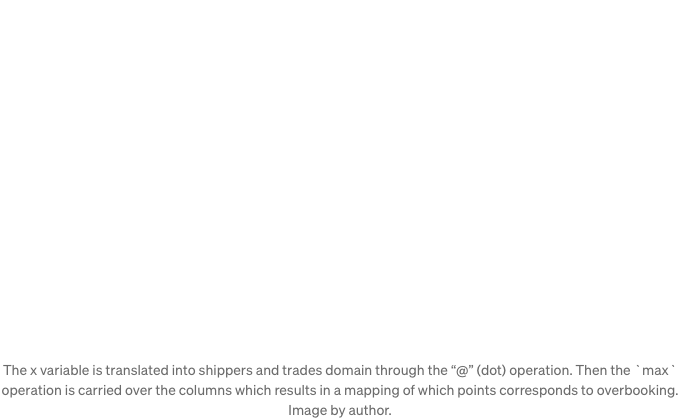 The x variable is translated into shippers and trades domain through the “@” (dot) operation. Then the `max`
operation is carried over the columns which results in a mapping of which points corresponds to overbooking.
Image by author.